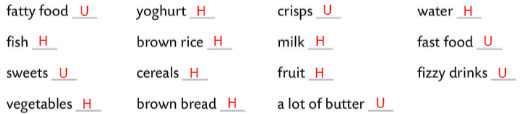 fatty food U yoghurt H crisps U water H
fish H brown rice H milk H fast food U
sweets U cereals H fruit H fizzy drinks U
vegetables H brown bread H a lot of butter U